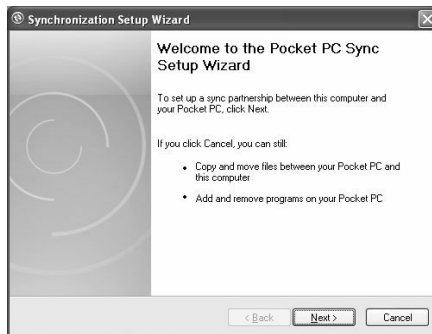 Synchronization Setup Wizard
Welcome to the Pocket PC Sync
Setup Wizard
To set up a sync partnership between this computer and
your Pocket PC, click Next.
If you click Cancel, you can still:
• Copy and move files between your Pocket PC and
this computer
• Add and remove programs on your Pocket PC
< Back Next > Cancel